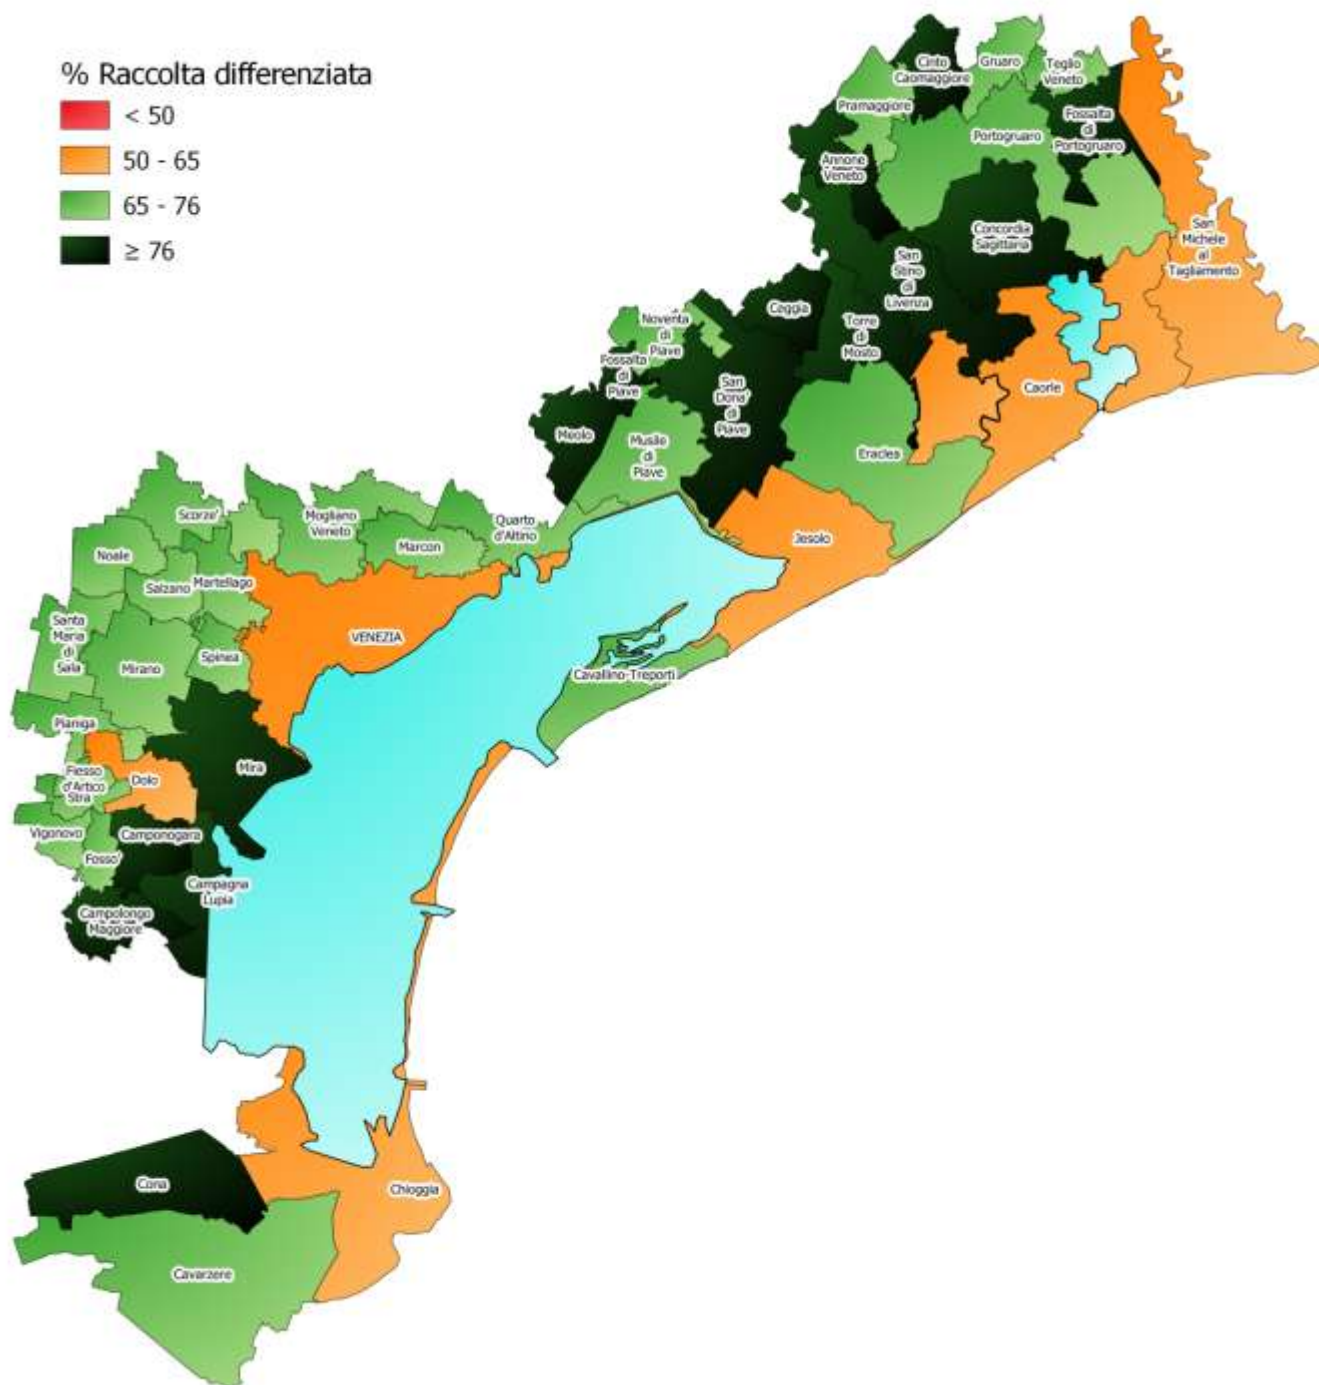 % Raccolta differenziata
< 50
50 - 65
65 - 76
≥ 76
Cinto
Caomaggiore
Gruaro
Teglio
Veneto
Pramaggiore
Fossalta
di
Portogruaro
Portogruaro
Annone
Veneto
Concordia
Sagittaria
San
Michele
al
Tagliamento
San
Stino
di
Livenza
Ceggia
Torre
di
Mosto
Noventa
di
Piave
Fossalta
di
Piave
San
Dona'
di
Piave
Caorle
Meolo
Musile
di
Piave
Eraclea
Jesolo
Scorze'
Mogliano
Veneto
Quarto
d'Altino
Marcon
Noale
Salzano
Martellago
Santa
Maria
di
Sala
VENEZIA
Mirano
Spinea
Cavallino-Treporti
Pianiga
Mira
Fiesso
d'Artico
Dolo
Stra
Vigonovo
Camponogara
Fosso'
Campagna
Lupia
Campolongo
Maggiore
Cona
Chioggia
Cavarzere